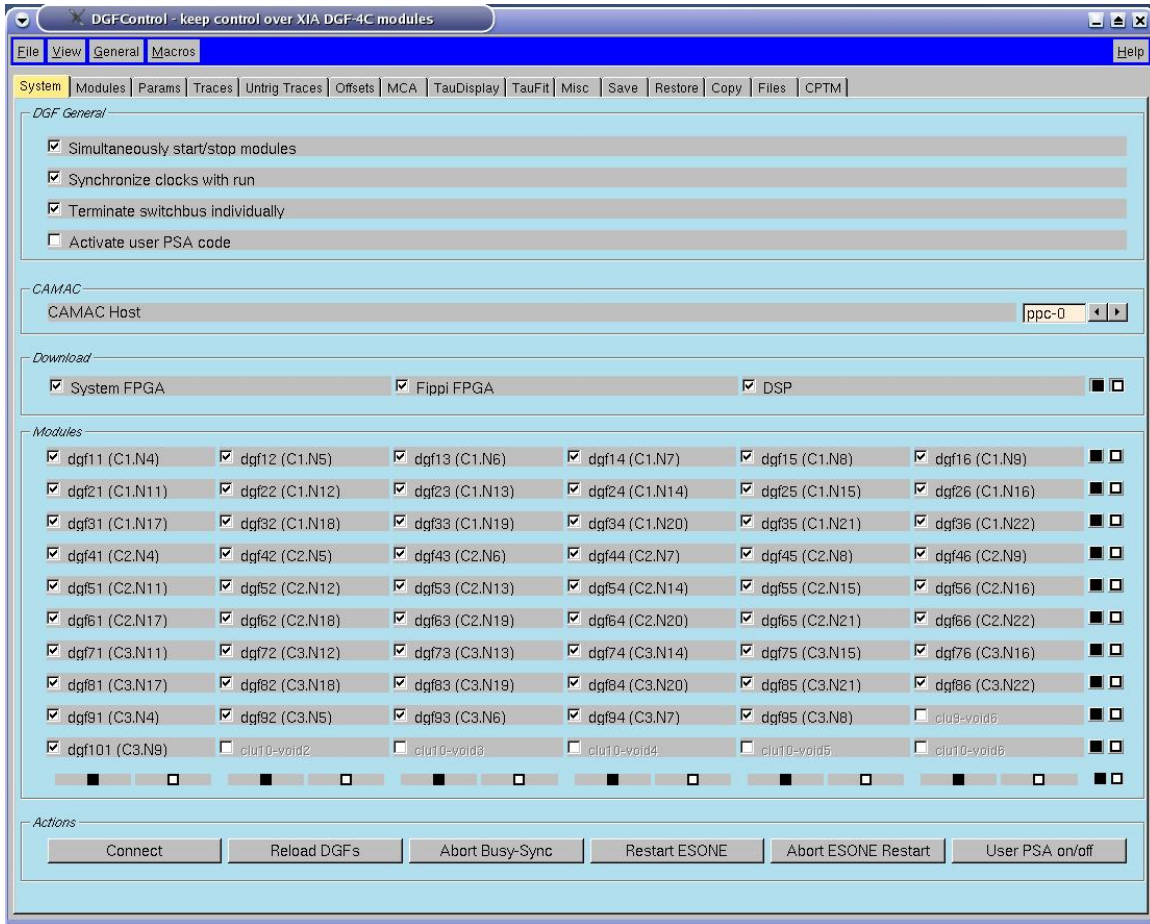 DGFControl - keep control over XIA DGF-4C modules
File View General Macros Help
System Modules Params Traces Untrig Traces Offsets MCA TauDisplay TauFit Misc Save Restore Copy Files CPTM
DGF General
Simultaneously start/stop modules
Synchronize clocks with run
Terminate switchbus individually
Activate user PSA code
CAMAC
CAMAC Host ppc-0
Download
System FPGA Fippi FPGA DSP
Modules
dgf11 (C1.N4) dgf12 (C1.N5) dgf13 (C1.N6) dgf14 (C1.N7) dgf15 (C1.N8) dgf16 (C1.N9)
dgf21 (C1.N11) dgf22 (C1.N12) dgf23 (C1.N13) dgf24 (C1.N14) dgf25 (C1.N15) dgf26 (C1.N16)
dgf31 (C1.N17) dgf32 (C1.N18) dgf33 (C1.N19) dgf34 (C1.N20) dgf35 (C1.N21) dgf36 (C1.N22)
dgf41 (C2.N4) dgf42 (C2.N5) dgf43 (C2.N6) dgf44 (C2.N7) dgf45 (C2.N8) dgf46 (C2.N9)
dgf51 (C2.N11) dgf52 (C2.N12) dgf53 (C2.N13) dgf54 (C2.N14) dgf55 (C2.N15) dgf56 (C2.N16)
dgf61 (C2.N17) dgf62 (C2.N18) dgf63 (C2.N19) dgf64 (C2.N20) dgf65 (C2.N21) dgf66 (C2.N22)
dgf71 (C3.N11) dgf72 (C3.N12) dgf73 (C3.N13) dgf74 (C3.N14) dgf75 (C3.N15) dgf76 (C3.N16)
dgf81 (C3.N17) dgf82 (C3.N18) dgf83 (C3.N19) dgf84 (C3.N20) dgf85 (C3.N21) dgf86 (C3.N22)
dgf91 (C3.N4) dgf92 (C3.N5) dgf93 (C3.N6) dgf94 (C3.N7) dgf95 (C3.N8) clu9-void6
dgf101 (C3.N9) clu10-void2 clu10-void3 clu10-void4 clu10-void5 clu10-void6
Actions
Connect Reload DGFs Abort Busy-Sync Restart ESONE Abort ESONE Restart User PSA on/off